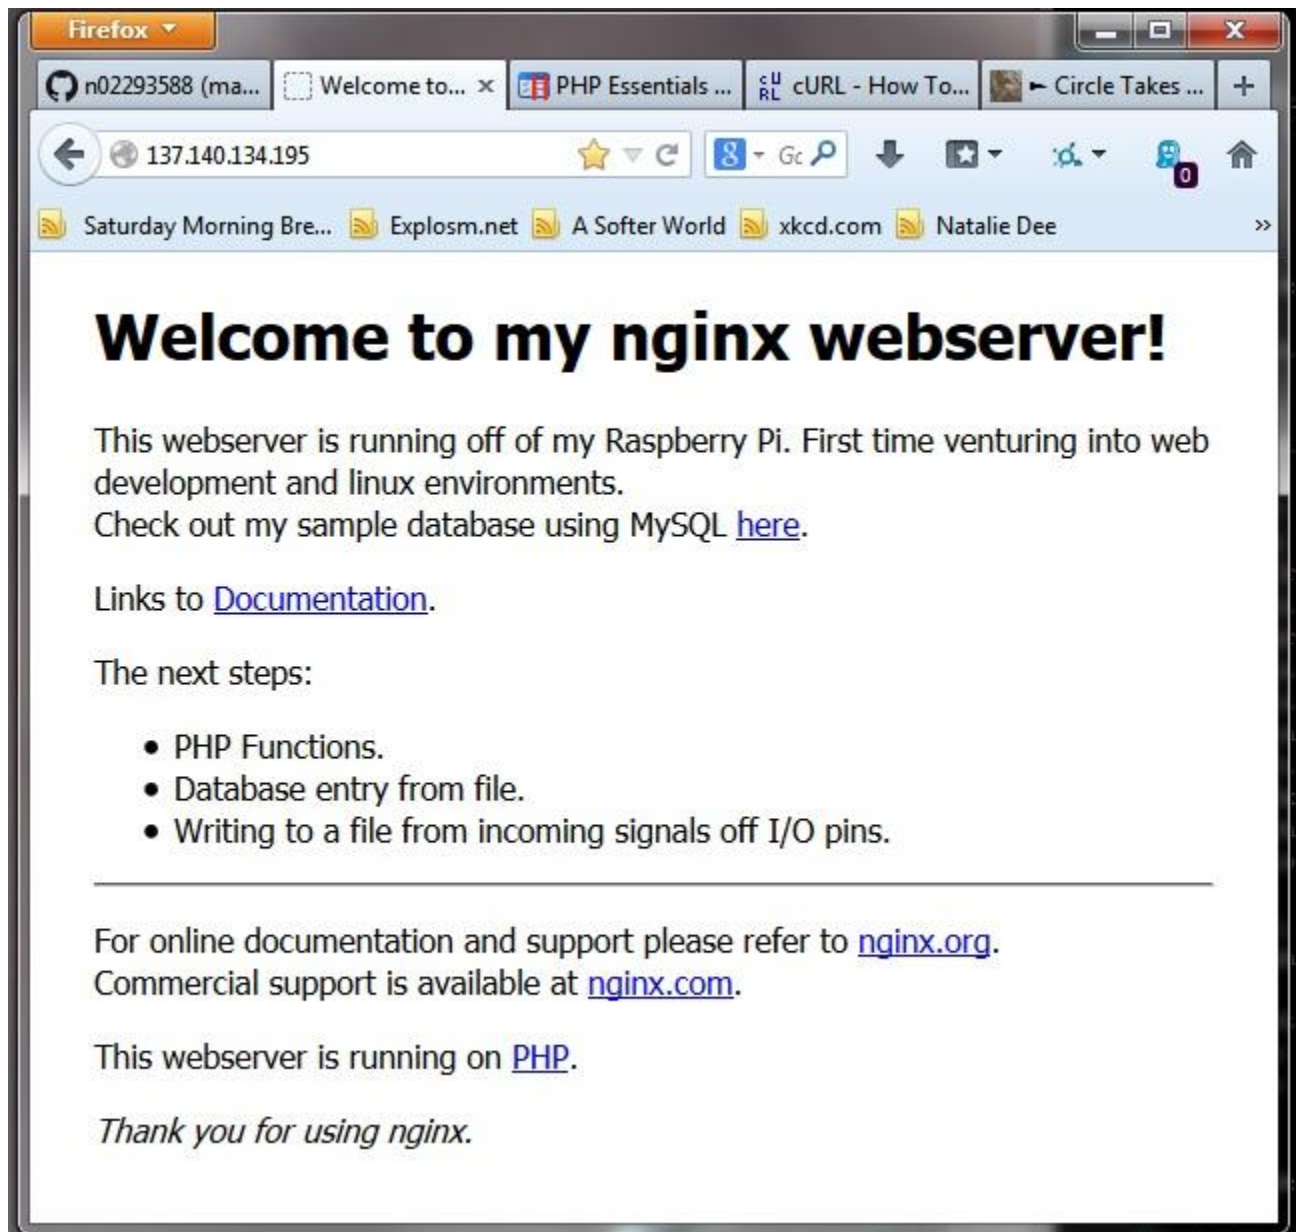 Firefox
n02293588 (ma...
Welcome to...
PHP Essentials ...
cURL - How To...
Circle Takes ...
137.140.134.195
8
Gc
0
Saturday Morning Bre...
Explosm.net
A Softer World
xkcd.com
Natalie Dee
Welcome to my nginx webserver!
This webserver is running off of my Raspberry Pi. First time venturing into web
development and linux environments.
Check out my sample database using MySQL here.
Links to Documentation.
The next steps:
• PHP Functions.
• Database entry from file.
• Writing to a file from incoming signals off I/O pins.
For online documentation and support please refer to nginx.org.
Commercial support is available at nginx.com.
This webserver is running on PHP.
Thank you for using nginx.